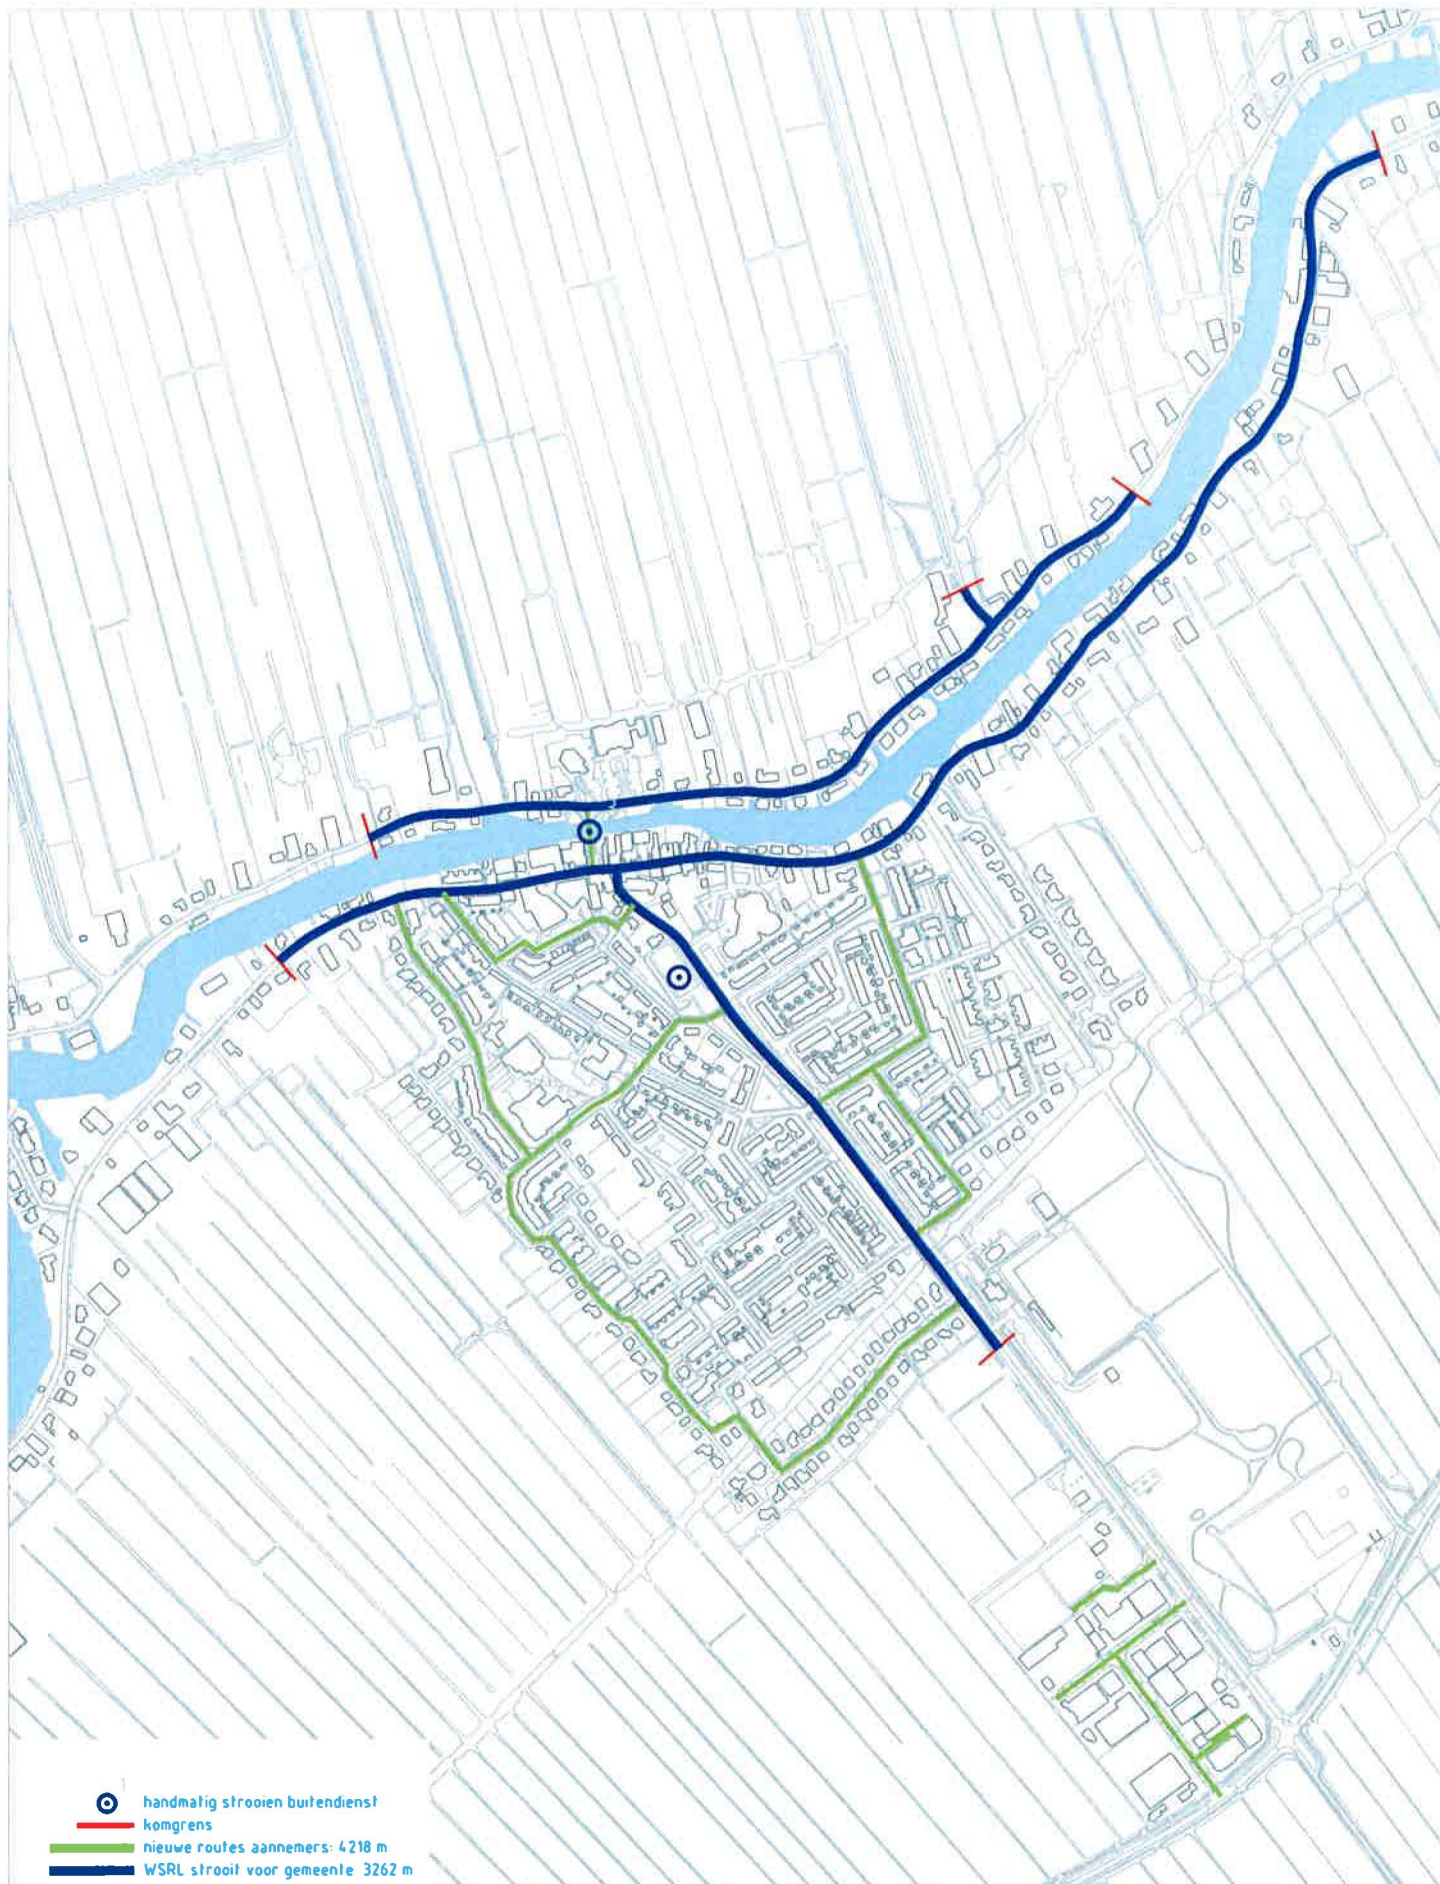 handmatig strooien buitendienst
komgrens
nieuwe routes aannemers: 4218 m
WSRL strooit voor gemeente 3262 m